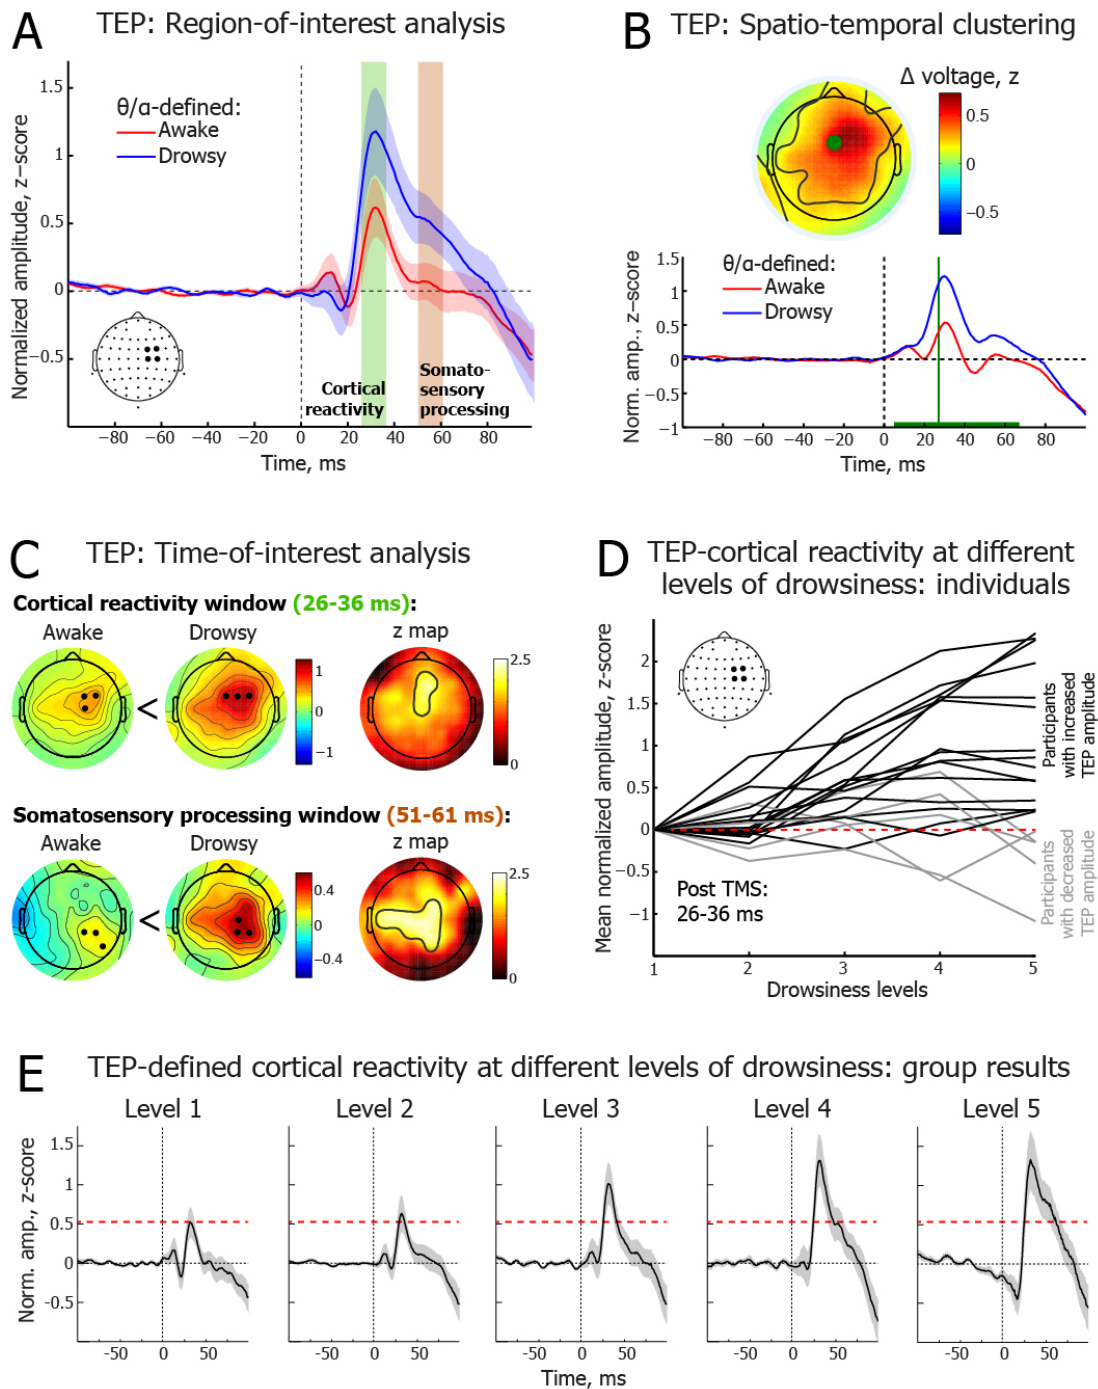 A TEP: Region-of-interest analysis
Normalized amplitude, z-score
1.5
1
0.5
0
−0.5
θ/α-defined:
Awake
Drowsy
Cortical
reactivity
Somato-
sensory
processing
-80 -60 -40 -20 0 20 40 60 80
Time, ms
B TEP: Spatio-temporal clustering
Δ voltage, z
0.5
0
−0.5
Norm. amp., z−score
1.5
1
0.5
0
−0.5
−1
θ/α-defined:
Awake
Drowsy
−80 −60 −40 −20 0 20 40 60 80
Time, ms
C TEP: Time-of-interest analysis
Cortical reactivity window (26-36 ms):
Awake Drowsy z map
<
1
0
−1
2.5
0
Somatosensory processing window (51-61 ms):
Awake Drowsy z map
<
0.4
0
−0.4
2.5
0
D TEP-cortical reactivity at different
levels of drowsiness: individuals
Mean normalized amplitude, z-score
2
1.5
1
0.5
0
−0.5
−1
Post TMS:
26-36 ms
Participants
with increased
TEP amplitude
Participants
with decreased
TEP amplitude
1 2 3 4 5
Drowsiness levels
E TEP-defined cortical reactivity at different levels of drowsiness: group results
Level 1 Level 2 Level 3 Level 4 Level 5
Norm. amp., z-score
1.5
1
0.5
0
-0.5
-50 0 50 -50 0 50 -50 0 50 -50 0 50 -50 0 50
Time, ms